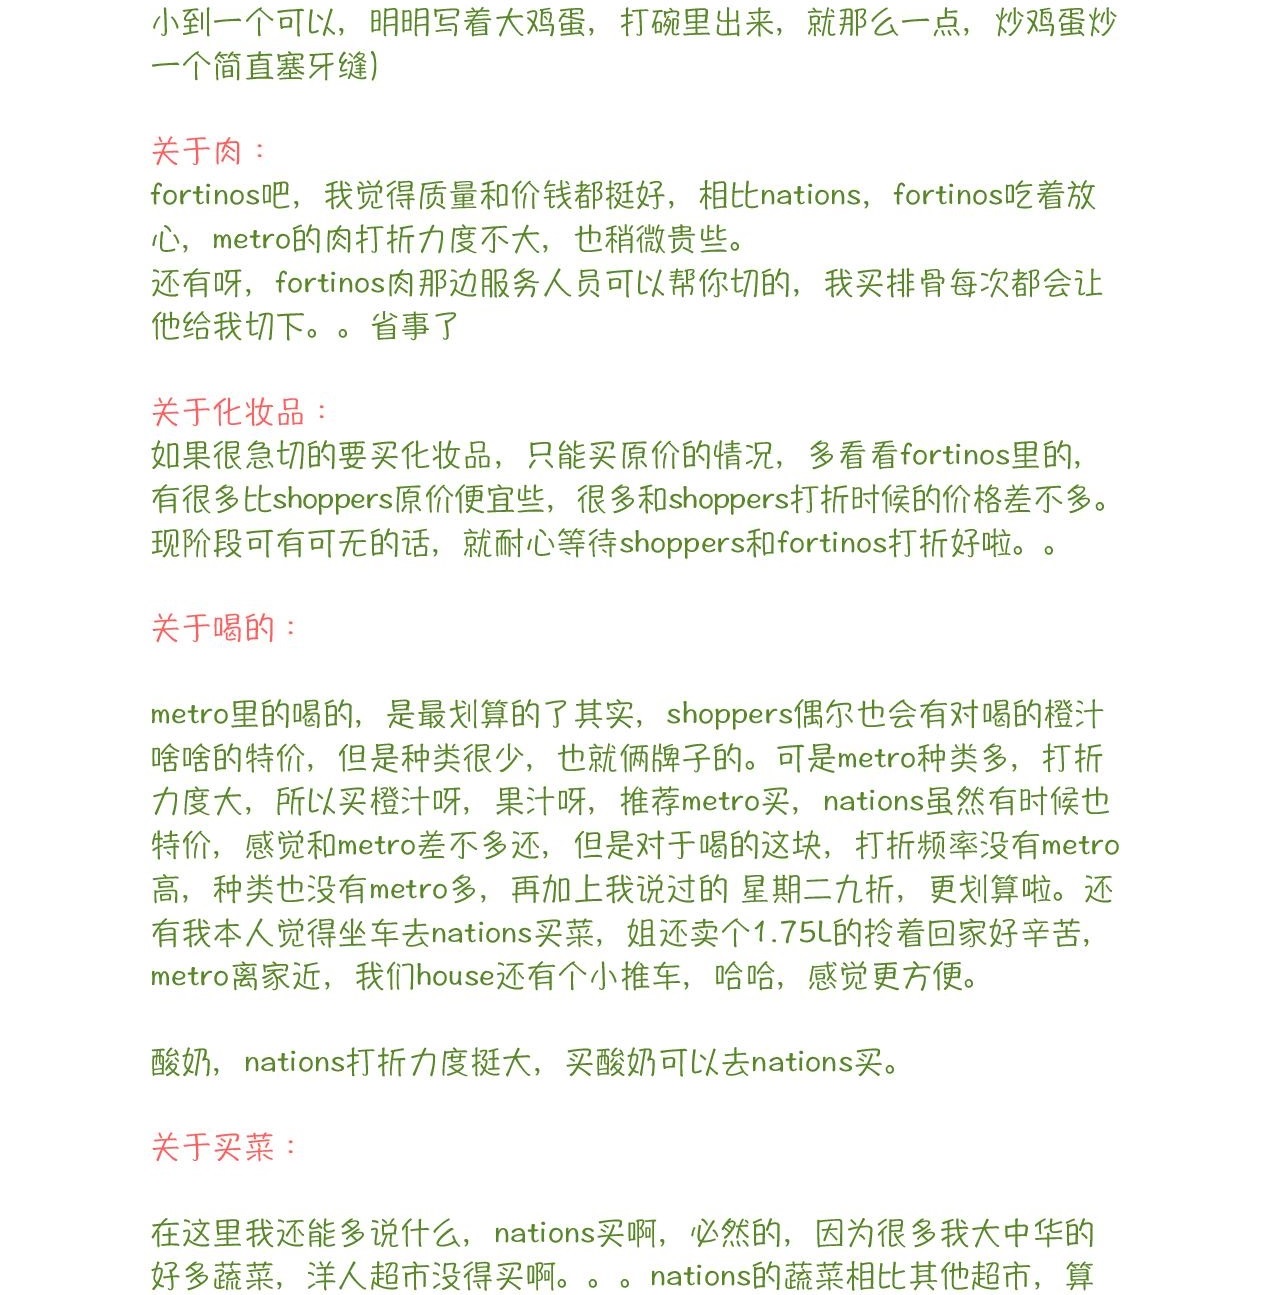 小到一个可以，明明写着大鸡蛋，打碗里出来，就那么一点，炒鸡蛋炒
一个简直塞牙缝）
关于肉：
fortinos吧，我觉得质量和价钱都挺好，相比nations，fortinos吃着放
心，metro的肉打折力度不大，也稍微贵些。
还有呀，fortinos肉那边服务人员可以帮你切的，我买排骨每次都会让
他给我切下。。省事了
关于化妆品：
如果很急切的要买化妆品，只能买原价的情况，多看看fortinos里的，
有很多比shoppers原价便宜些，很多和shoppers打折时候的价格差不多。
现阶段可有可无的话，就耐心等待shoppers和fortinos打折好啦。。
关于喝的：
metro里的喝的，是最划算的了其实，shoppers偶尔也会有对喝的橙汁
啥啥的特价，但是种类很少，也就俩牌子的。可是metro种类多，打折
力度大，所以买橙汁呀，果汁呀，推荐metro买，nations虽然有时候也
特价，感觉和metro差不多还，但是对于喝的这块，打折频率没有metro
高，种类也没有metro多，再加上我说过的 星期二九折，更划算啦。还
有我本人觉得坐车去nations买菜，姐还卖个1.75L的拎着回家好辛苦，
metro离家近，我们house还有个小推车，哈哈，感觉更方便。
酸奶，nations打折力度挺大，买酸奶可以去nations买。
关于买菜：
在这里我还能多说什么，nations买啊，必然的，因为很多我大中华的
好多蔬菜，洋人超市没得买啊。。。nations的蔬菜相比其他超市，算